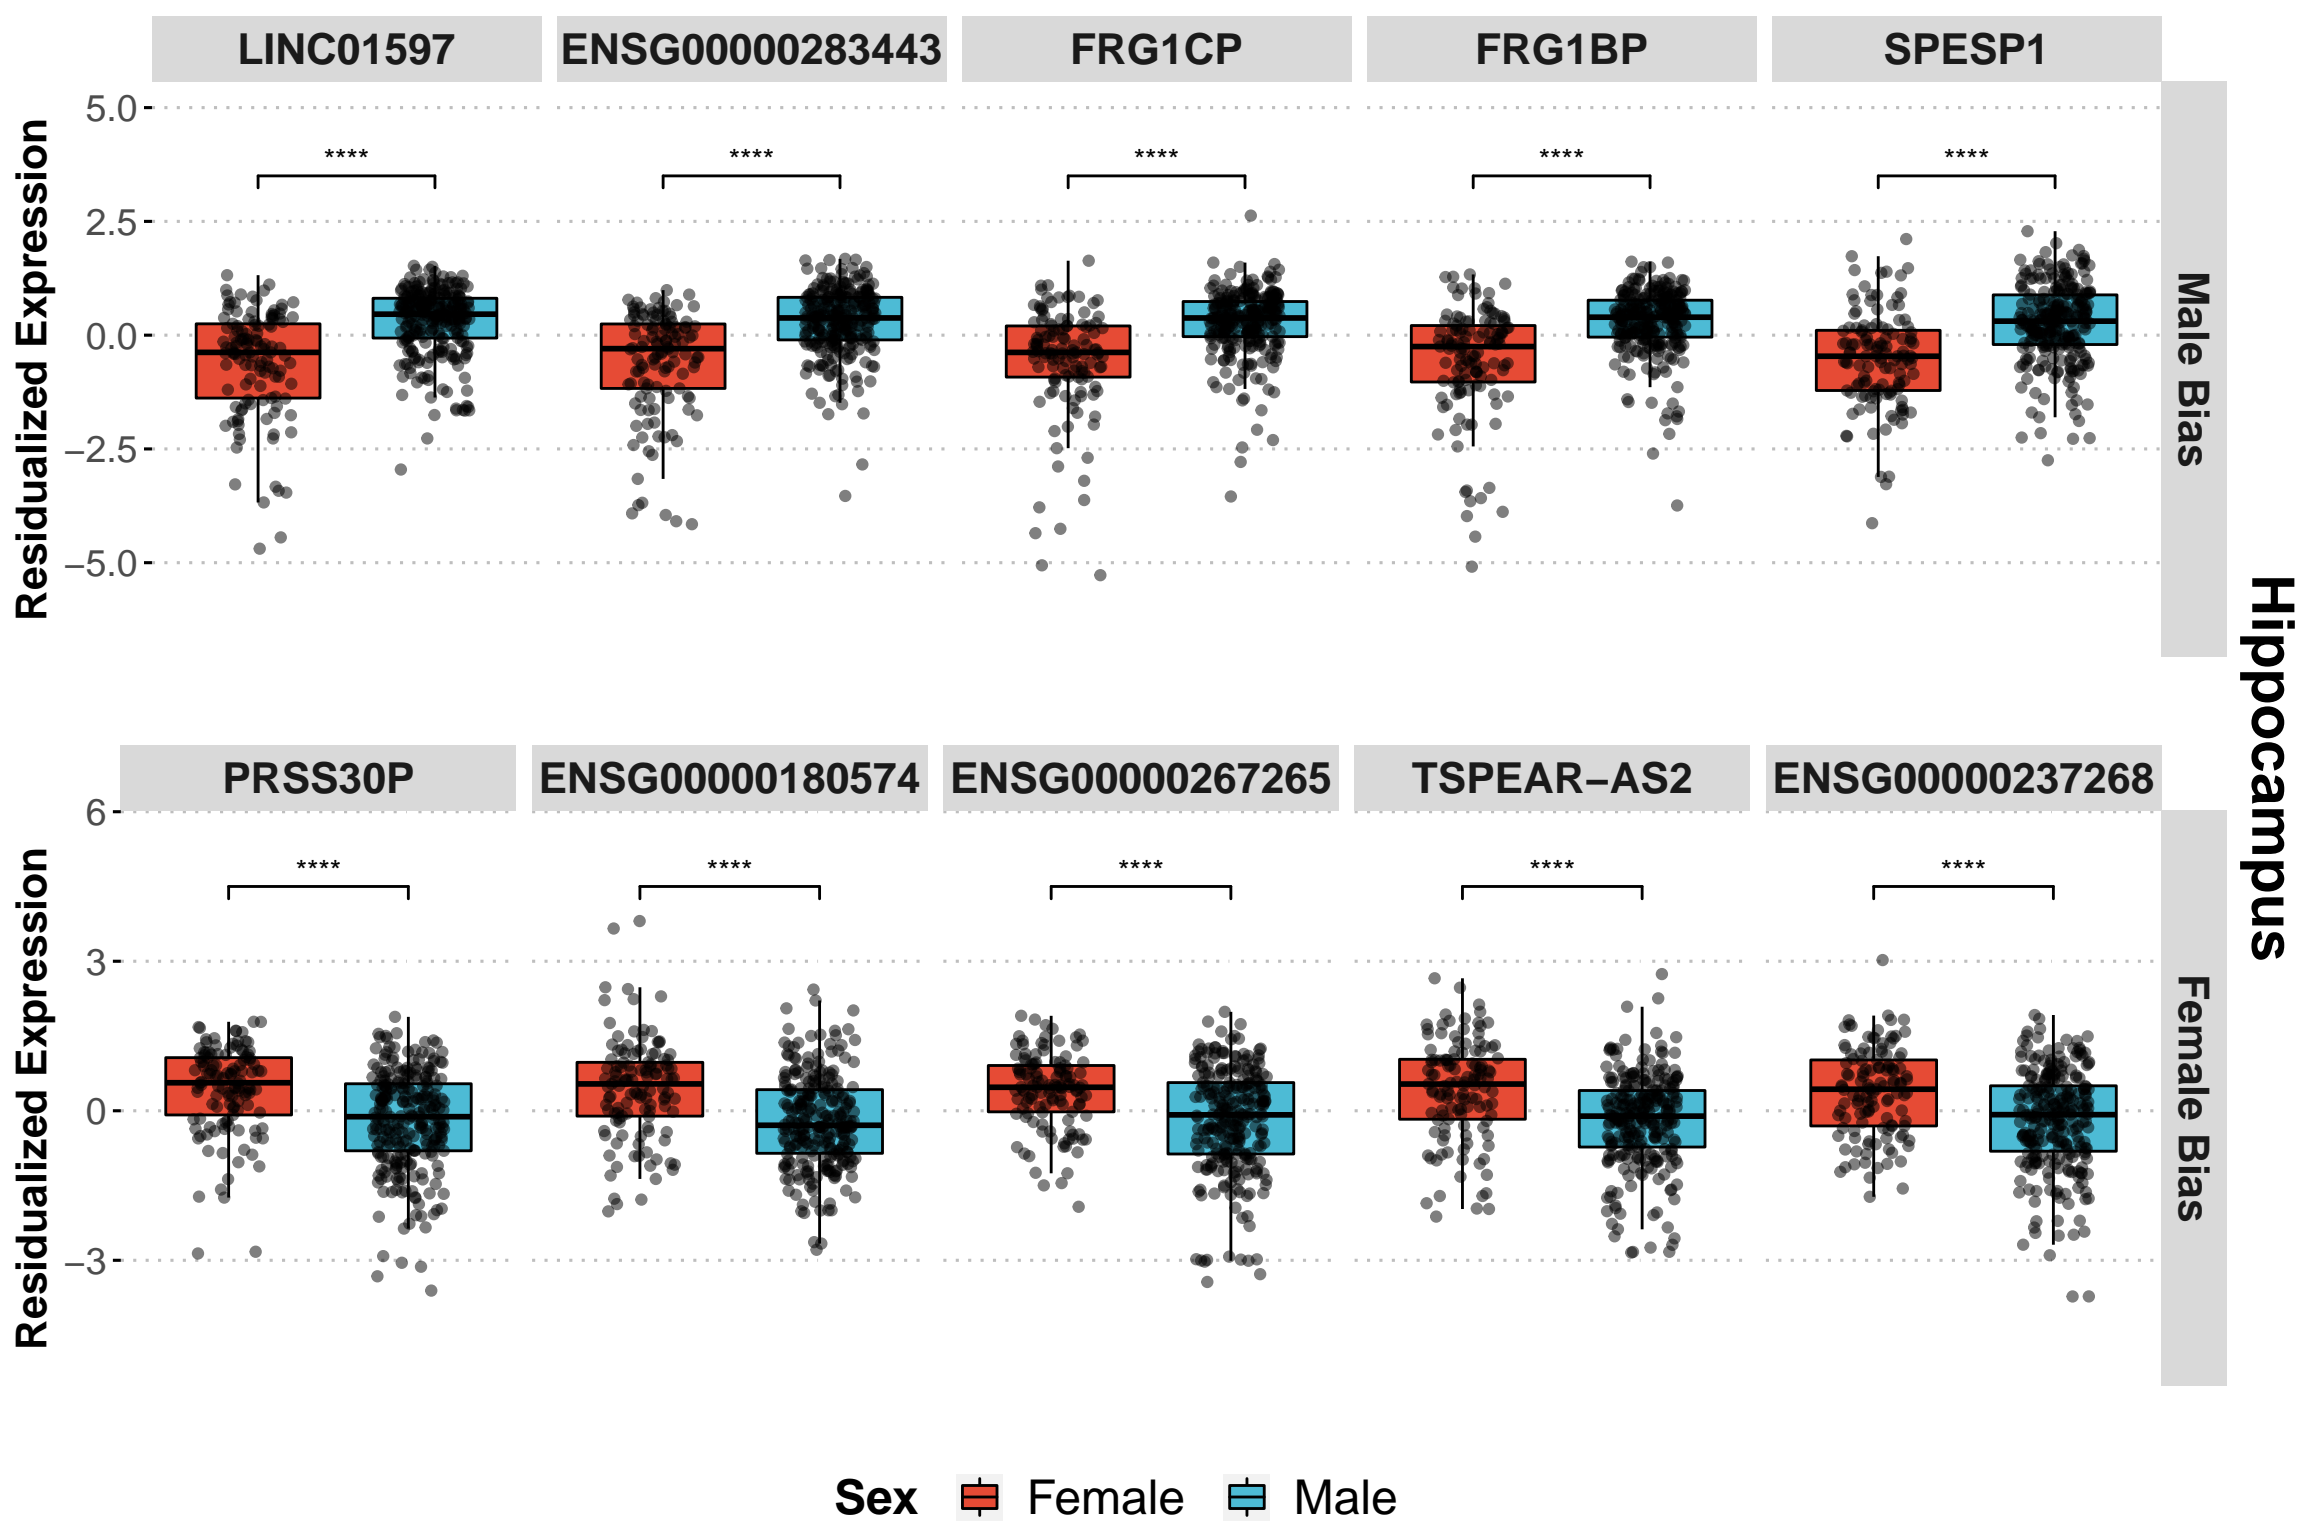 LINC01597 ENSG00000283443 FRG1CP FRG1BP SPESP1
Residualized Expression
5.0
2.5
0.0
−2.5
−5.0
**** **** **** **** ****
Male Bias
Hippocampus
PRSS30P ENSG00000180574 ENSG00000267265 TSPEAR−AS2 ENSG00000237268
Residualized Expression
6
3
0
−3
**** **** **** **** ****
Female Bias
Sex Female Male